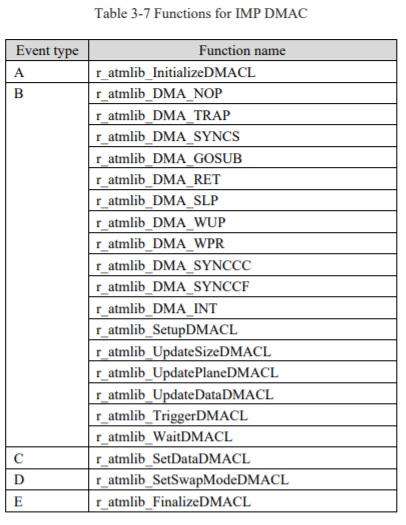 Table 3-7 Functions for IMP DMAC
Event type Function name
A r_atmlib_InitializeDMACL
B r_atmlib_DMA_NOP
r_atmlib_DMA_TRAP
r_atmlib_DMA_SYNCS
r_atmlib_DMA_GOSUB
r_atmlib_DMA_RET
r_atmlib_DMA_SLP
r_atmlib_DMA_WUP
r_atmlib_DMA_WPR
r_atmlib_DMA_SYNCCC
r_atmlib_DMA_SYNCCF
r_atmlib_DMA_INT
r_atmlib_SetupDMACL
r_atmlib_UpdateSizeDMACL
r_atmlib_UpdatePlaneDMACL
r_atmlib_UpdateDataDMACL
r_atmlib_TriggerDMACL
r_atmlib_WaitDMACL
C r_atmlib_SetDataDMACL
D r_atmlib_SetSwapModeDMACL
E r_atmlib_FinalizeDMACL